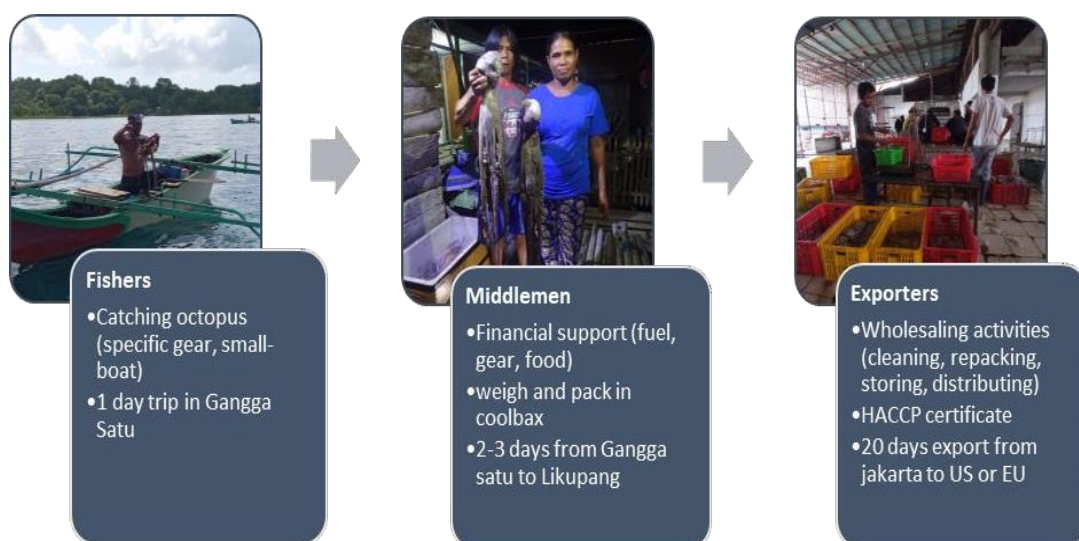 Fishers
•Catching octopus
(specific gear, small-
boat)
•1 day trip in Gangga
Satu
Middlemen
•Financial support (fuel,
gear, food)
•weigh and pack in
coolbax
•2-3 days from Gangga
satu to Likupang
Exporters
•Wholesaling activities
(cleaning, repacking,
storing, distributing)
•HACCP certificate
•20 days export from
jakarta to US or EU